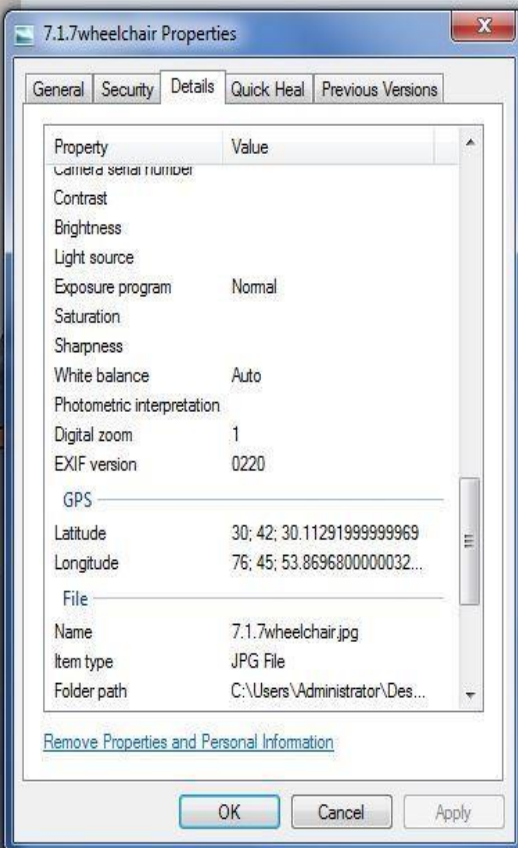 7.1.7wheelchair Properties
X
General Security Details Quick Heal Previous Versions
Property Value
Camera serial number
Contrast
Brightness
Light source
Exposure program Normal
Saturation
Sharpness
White balance Auto
Photometric interpretation
Digital zoom 1
EXIF version 0220
GPS
Latitude 30; 42; 30.11291999999969
Longitude 76; 45; 53.8696800000032...
File
Name 7.1.7wheelchair.jpg
Item type JPG File
Folder path C:\Users\Administrator\Des...
Remove Properties and Personal Information
OK Cancel Apply